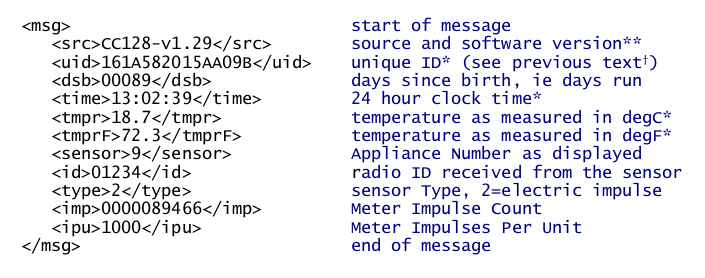 <msg> start of message
<src>CC128-v1.29</src> source and software version**
<uid>161A582015AA09B</uid> unique ID* (see previous text†)
<dsb>00089</dsb> days since birth, ie days run
<time>13:02:39</time> 24 hour clock time*
<tmpr>18.7</tmpr> temperature as measured in degC*
<tmprF>72.3</tmprF> temperature as measured in degF*
<sensor>9</sensor> Appliance Number as displayed
<id>01234</id> radio ID received from the sensor
<type>2</type> sensor Type, 2=electric impulse
<imp>0000089466</imp> Meter Impulse Count
<ipu>1000</ipu> Meter Impulses Per Unit
</msg> end of message